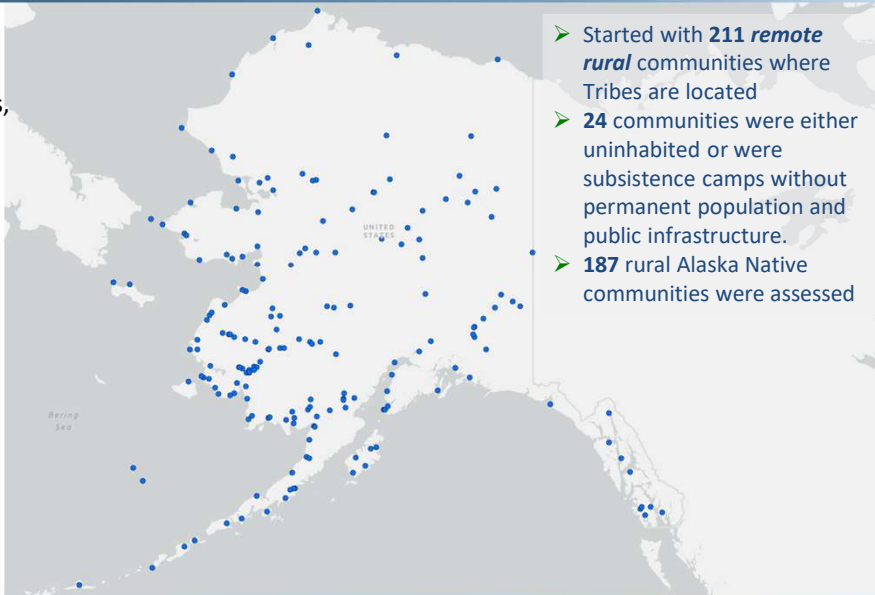 s,
➢ Started with 211 remote
rural communities where
Tribes are located
➢ 24 communities were either
uninhabited or were
subsistence camps without
permanent population and
public infrastructure.
➢ 187 rural Alaska Native
communities were assessed
UNITED
STATES
Bering
Sea